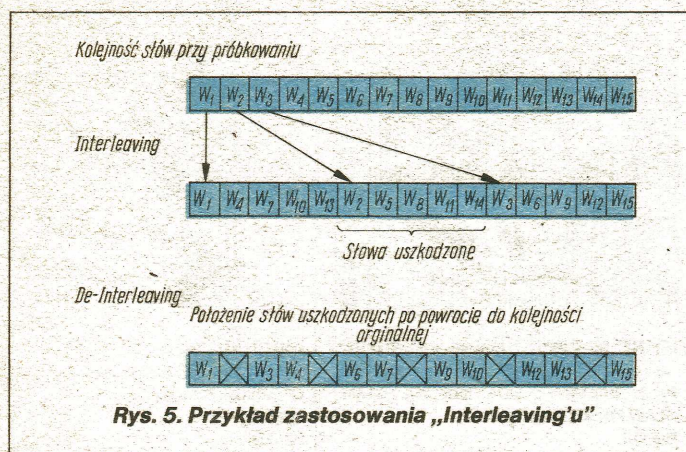 Kolejność słów przy próbkowaniu
W1 W2 W3 W4 W5 W6 W7 W8 W9 W10 W11 W12 W13 W14 W15
Interleaving
W1 W4 W7 W10 W13 W2 W5 W8 W11 W14 W3 W6 W9 W12 W15
Słowa uszkodzone
De-Interleaving
Położenie słów uszkodzonych po powrocie do kolejności
orginalnej
W1 W3 W4 W6 W7 W9 W10 W12 W13 W15
Rys. 5. Przykład zastosowania „Interleaving'u”